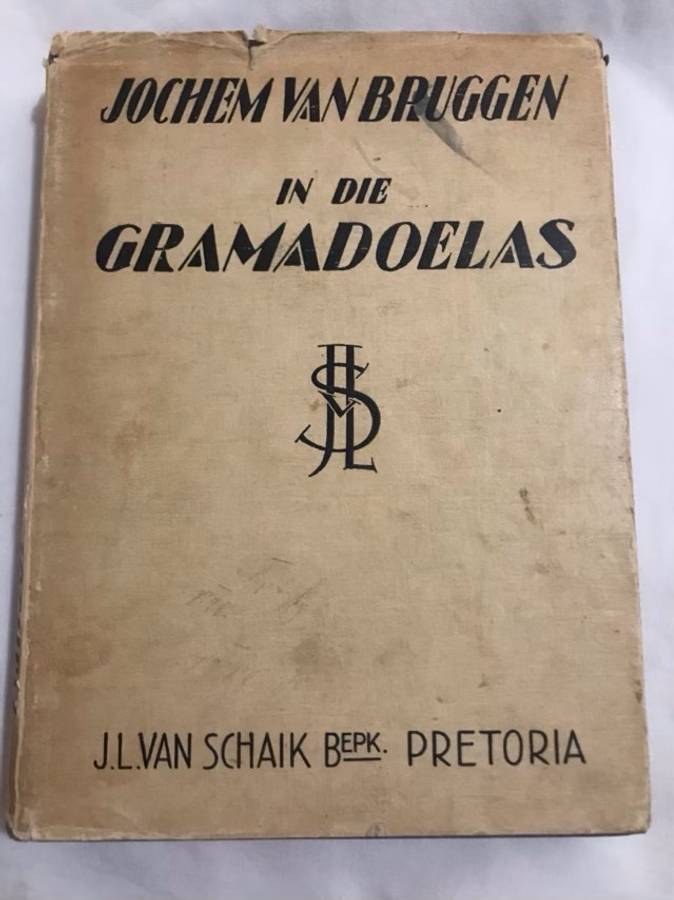 JOCHEM VAN BRUGGEN
IN DIE
GRAMADOELAS
J.L. VAN SCHAIK BEPK. PRETORIA